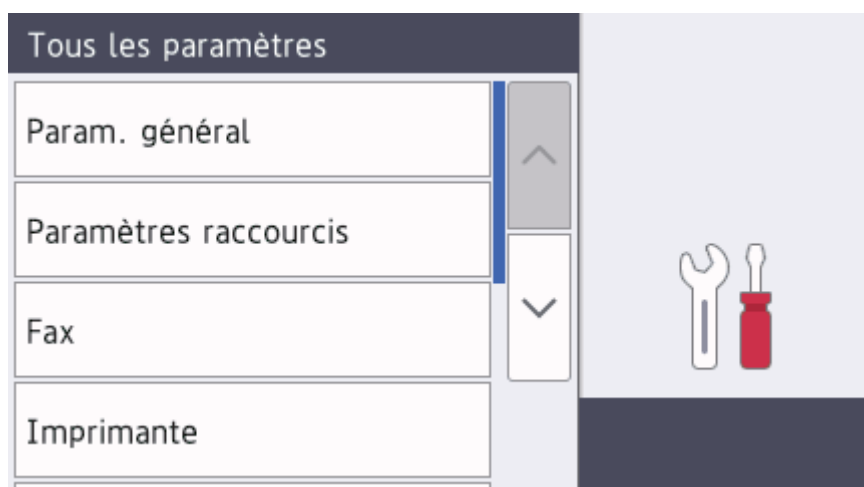 Tous les paramètres
Param. général
Paramètres raccourcis
Fax
Imprimante